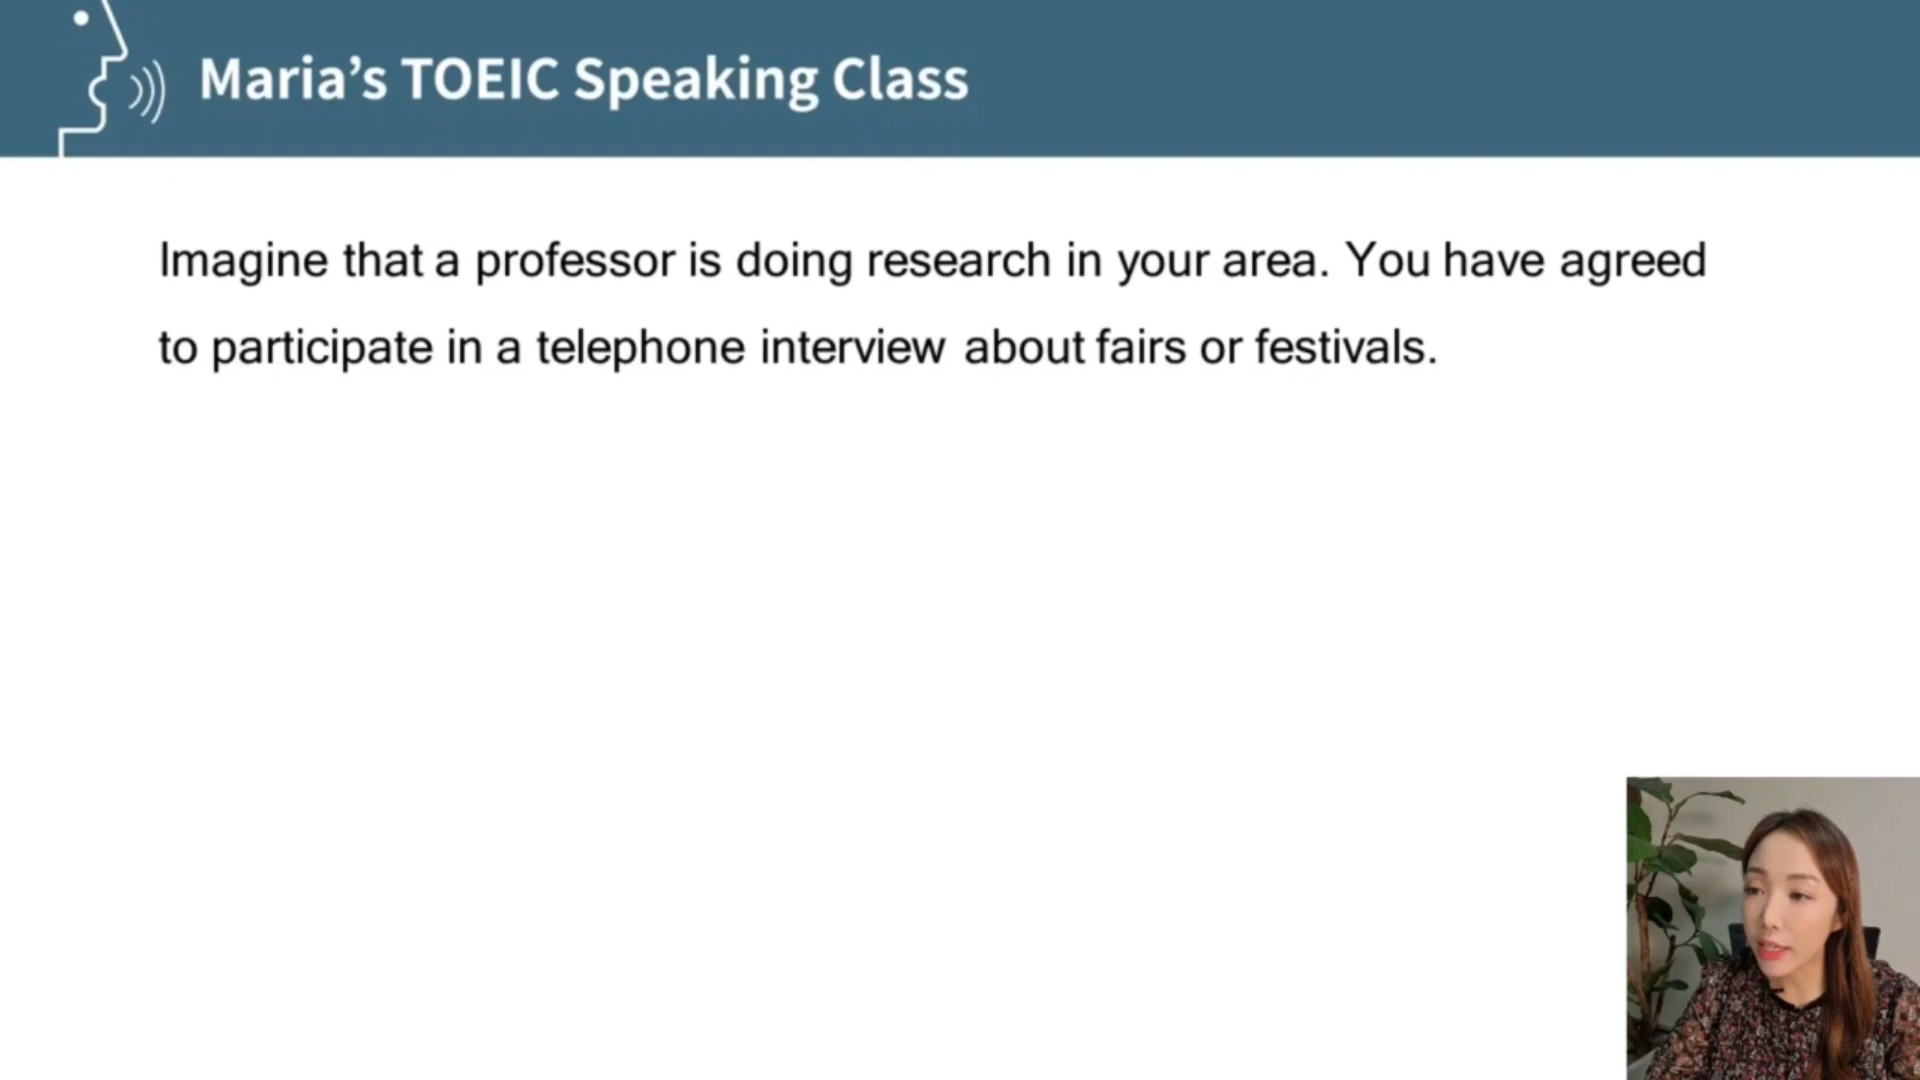 Maria’s TOEIC Speaking Class
Imagine that a professor is doing research in your area. You have agreed
to participate in a telephone interview about fairs or festivals.